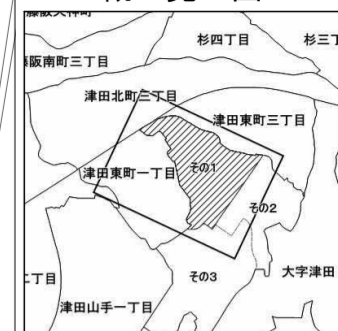 杉四丁目
杉三丁
阪南町三丁目
津田北町三丁目
津田東町三丁目
その1
津田東町一丁目
その2
その3
大字津田
二丁目
津田山手一丁目